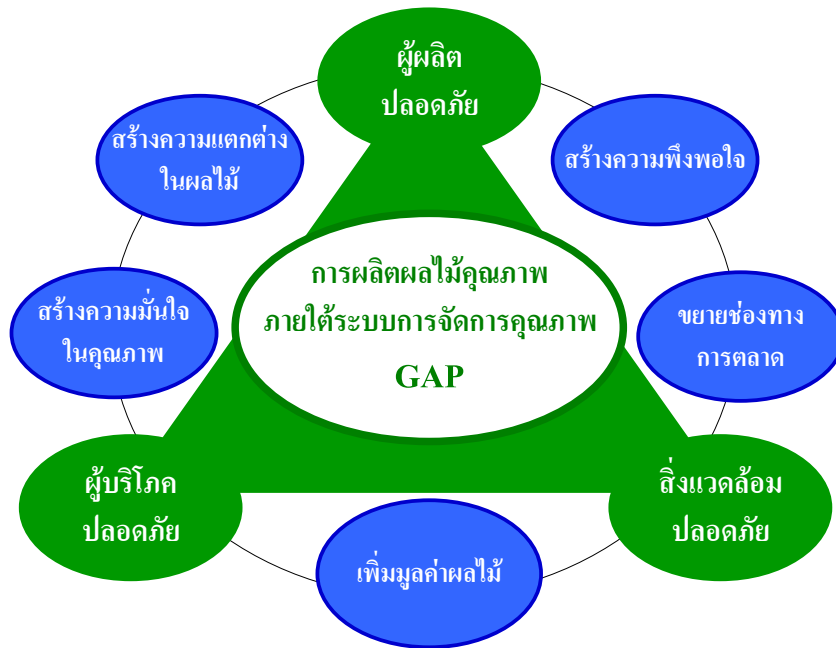 ผู้ผลิต
ปลอดภัย
สร้างความแตกต่าง
ในผลไม้
สร้างความพึงพอใจ
การผลิตผลไม้คุณภาพ
ภายใต้ระบบการจัดการคุณภาพ
GAP
สร้างความมั่นใจ
ในคุณภาพ
ขยายช่องทาง
การตลาด
ผู้บริโภค
ปลอดภัย
สิ่งแวดล้อม
ปลอดภัย
เพิ่มมูลค่าผลไม้